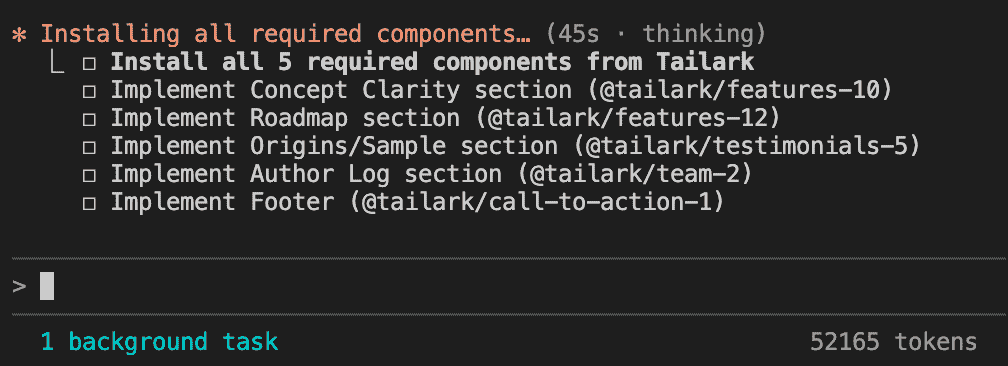 ✻ Installing all required components… (45s · thinking)
⎿ ☐ Install all 5 required components from Tailark
☐ Implement Concept Clarity section (@tailark/features-10)
☐ Implement Roadmap section (@tailark/features-12)
☐ Implement Origins/Sample section (@tailark/testimonials-5)
☐ Implement Author Log section (@tailark/team-2)
☐ Implement Footer (@tailark/call-to-action-1)
>
1 background task 52165 tokens